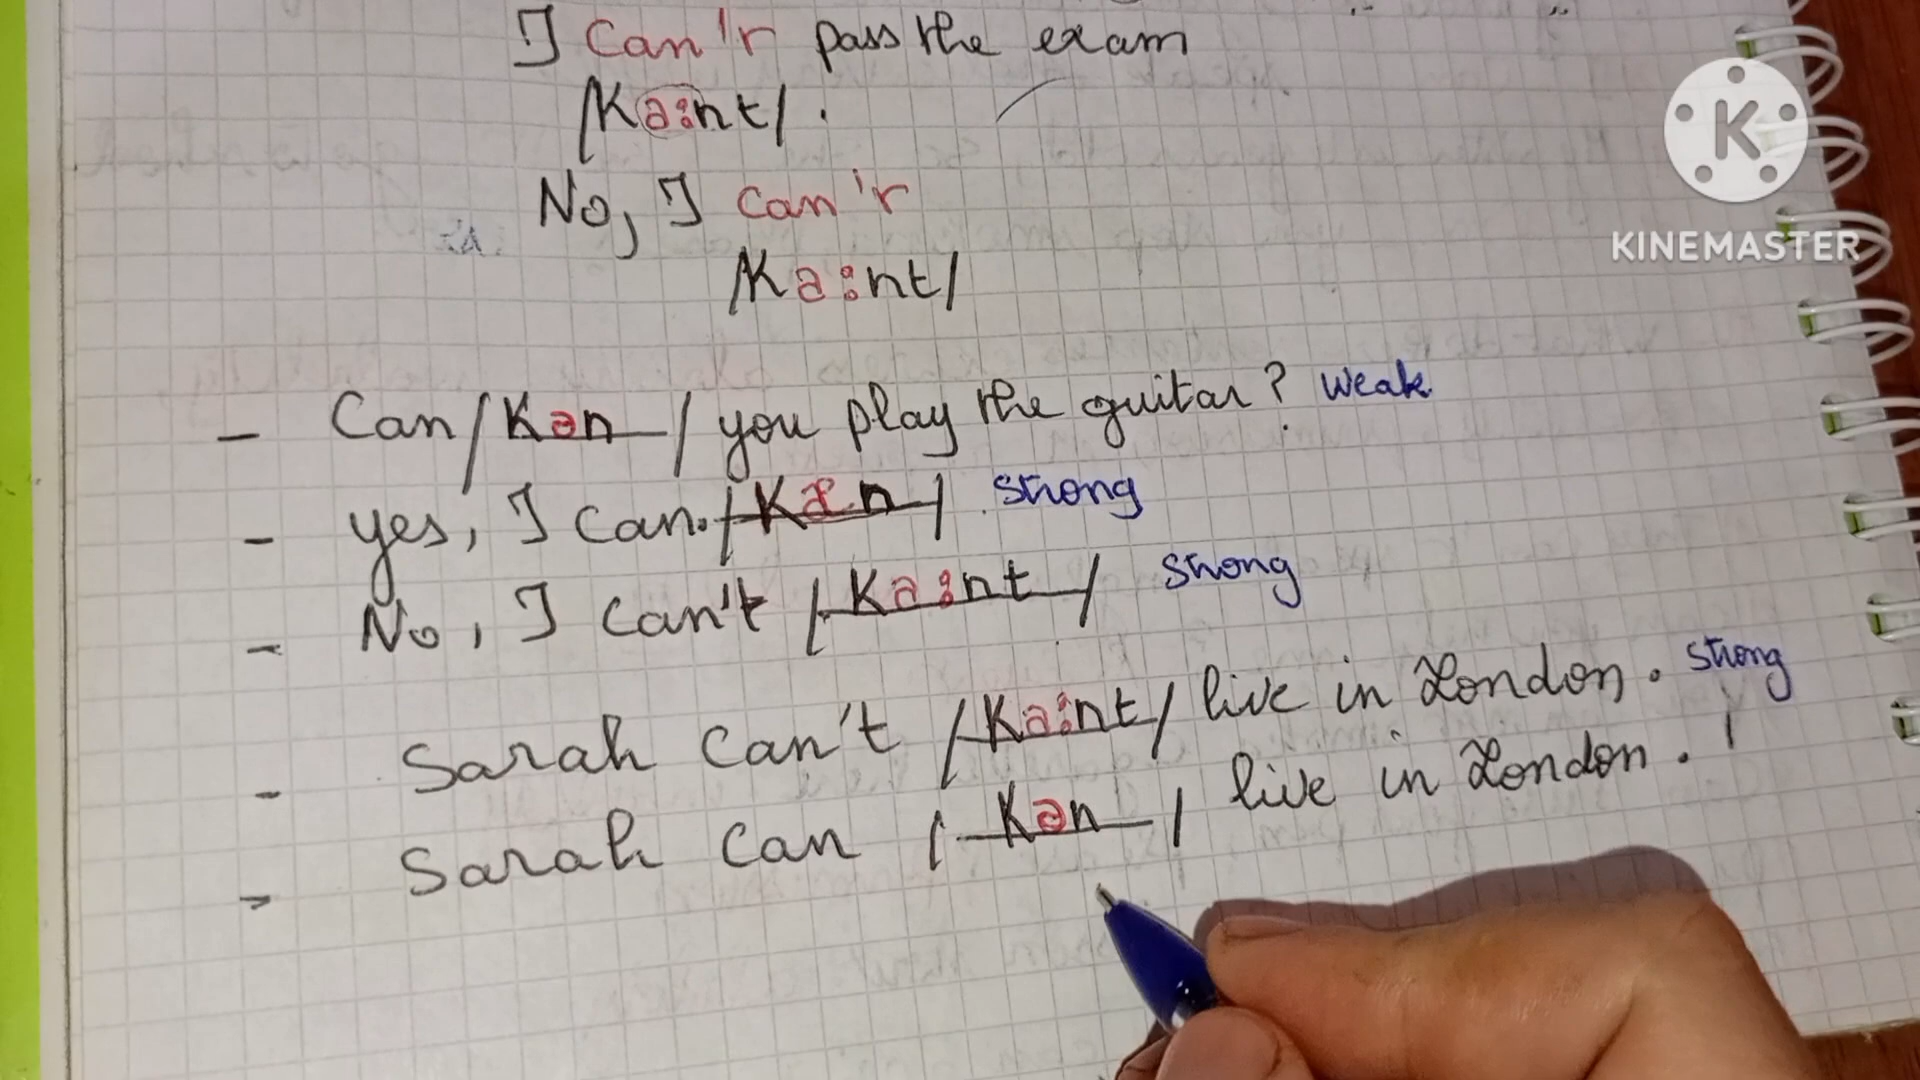 I can'r pass the exam
/Ka:nt/.
No, I can'r
/Ka:nt/
KINEMASTER
- Can /Kən/ you play the guitar? weak
- yes, I can. /Kæn/ strong
- No, I can't /Ka:nt/ strong
- Sarah can't /Ka:nt/ live in London. strong
- Sarah can /Kən/ live in London.